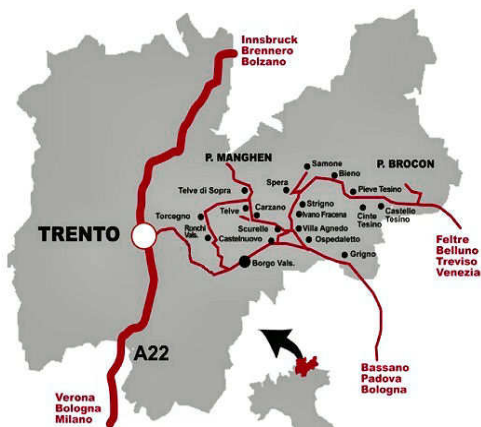 Innsbruck
Brennero
Bolzano
P. MANGHEN
Samone
P. BROCON
Bieno
Spera
Telve di Sopra
Pieve Tesino
Strigno
Carzano
Telve
Castello
Tesino
Cinte
Tesino
Ivano Fracena
Torcegno
TRENTO
Ronchi
Vals.
Scurelle
Villa Agnedo
Castelnuovo
Ospedaletto
Grigno
Borgo Vals.
Feltre
Belluno
Treviso
Venezia
A22
Bassano
Padova
Bologna
Verona
Bologna
Milano